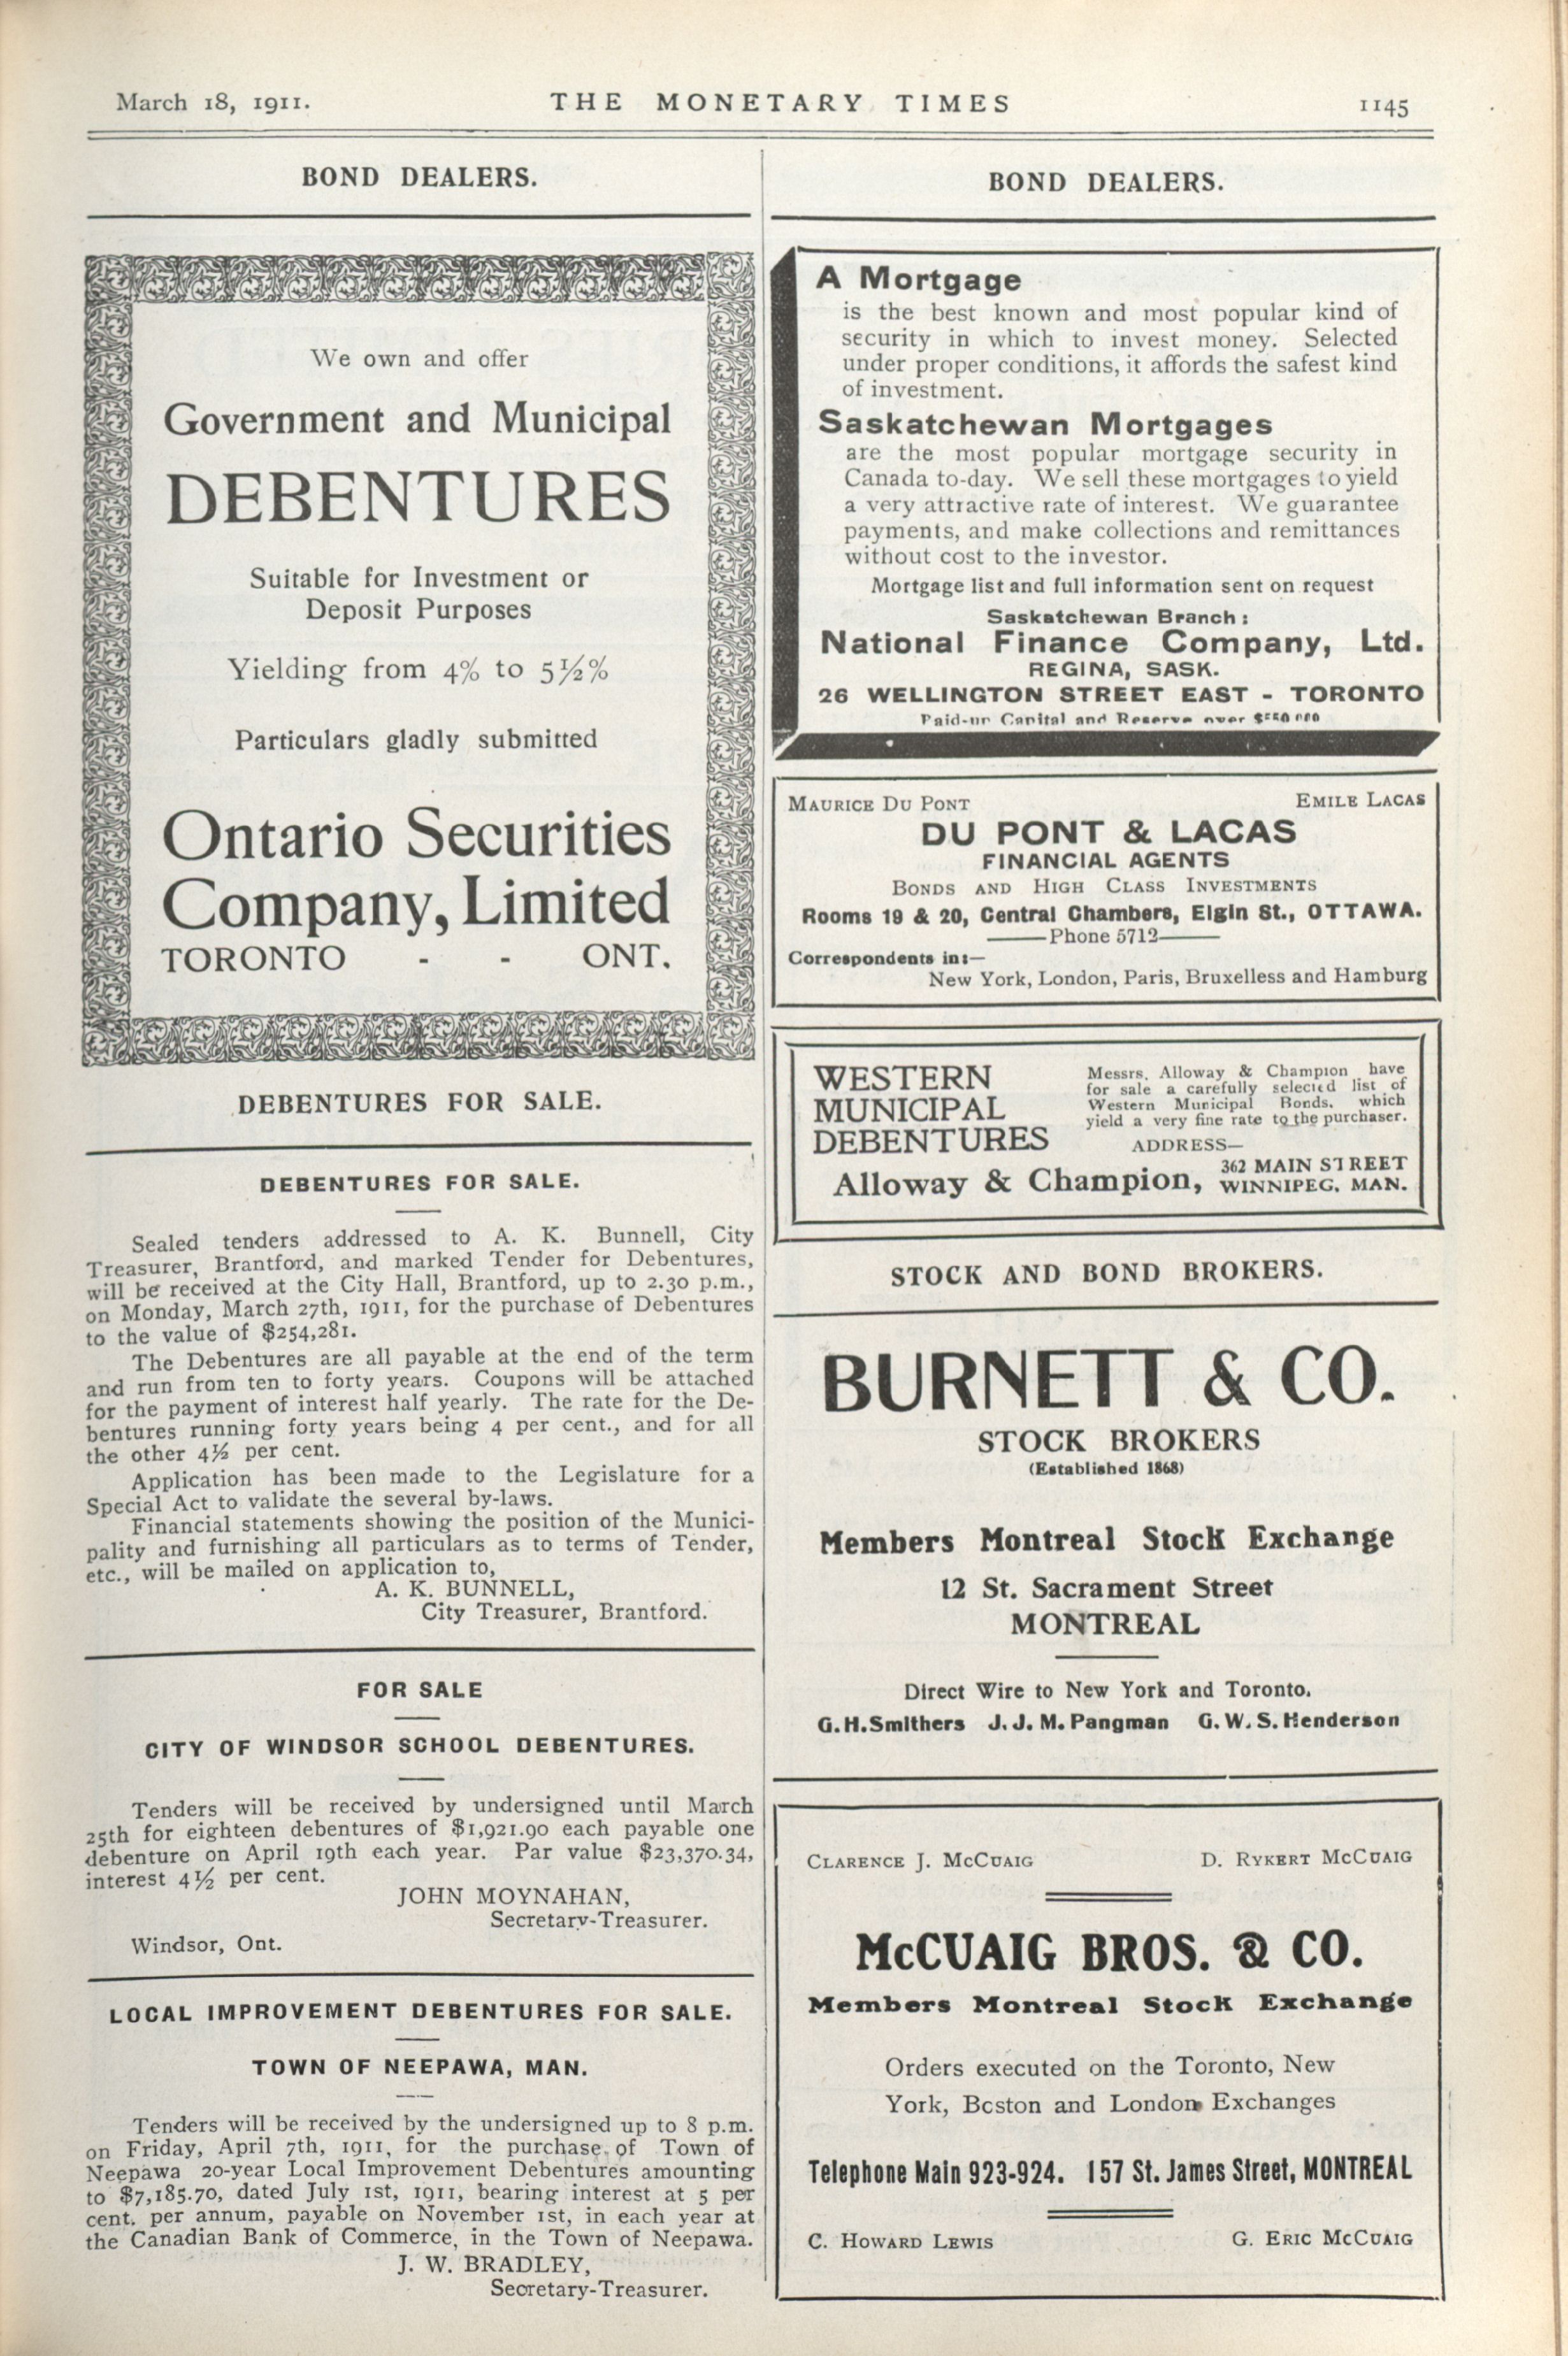 March 18, 1911.
THE MONETARY TIMES
1145
BOND DEALERS.
We own and offer
Government and Municipal
DEBENTURES
Suitable for Investment or
Deposit Purposes
Yielding from 4% to 5½%
Particulars gladly submitted
Ontario Securities
Company, Limited
TORONTO - - ONT.
DEBENTURES FOR SALE.
DEBENTURES FOR SALE.
Sealed tenders addressed to A. K. Bunnell, City
Treasurer, Brantford, and marked Tender for Debentures,
will be received at the City Hall, Brantford, up to 2.30 p.m.,
on Monday, March 27th, 1911, for the purchase of Debentures
to the value of $254,281.
The Debentures are all payable at the end of the term
and run from ten to forty years. Coupons will be attached
for the payment of interest half yearly. The rate for the De-
bentures running forty years being 4 per cent., and for all
the other 4½ per cent.
Application has been made to the Legislature for a
Special Act to validate the several by-laws.
Financial statements showing the position of the Munici-
pality and furnishing all particulars as to terms of Tender,
etc., will be mailed on application to,
A. K. BUNNELL,
City Treasurer, Brantford.
FOR SALE
CITY OF WINDSOR SCHOOL DEBENTURES.
Tenders will be received by undersigned until March
25th for eighteen debentures of $1,921.90 each payable one
debenture on April 19th each year. Par value $23,370.34,
interest 4½ per cent.
JOHN MOYNAHAN,
Secretary-Treasurer.
Windsor, Ont.
LOCAL IMPROVEMENT DEBENTURES FOR SALE.
TOWN OF NEEPAWA, MAN.
Tenders will be received by the undersigned up to 8 p.m.
on Friday, April 7th, 1911, for the purchase of Town of
Neepawa 20-year Local Improvement Debentures amounting
to $7,185.70, dated July 1st, 1911, bearing interest at 5 per
cent. per annum, payable on November 1st, in each year at
the Canadian Bank of Commerce, in the Town of Neepawa.
J. W. BRADLEY,
Secretary-Treasurer.
BOND DEALERS.
A Mortgage
is the best known and most popular kind of
security in which to invest money. Selected
under proper conditions, it affords the safest kind
of investment.
Saskatchewan Mortgages
are the most popular mortgage security in
Canada to-day. We sell these mortgages to yield
a very attractive rate of interest. We guarantee
payments, and make collections and remittances
without cost to the investor.
Mortgage list and full information sent on request
Saskatchewan Branch:
National Finance Company, Ltd.
REGINA, SASK.
26 WELLINGTON STREET EAST - TORONTO
Paid-up Capital and Reserve over
MAURICE DU PONT
EMILE LACAS
DU PONT & LACAS
FINANCIAL AGENTS
BONDS AND HIGH CLASS INVESTMENTS
Rooms 19 & 20, Central Chambers, Elgin St., OTTAWA.
Phone 5712
Correspondents in:—
New York, London, Paris, Bruxelless and Hamburg
WESTERN
MUNICIPAL
DEBENTURES
Messrs. Alloway & Champion have
for sale a carefully selected list of
Western Municipal Bonds. which
yield a very fine rate to the purchaser.
ADDRESS—
Alloway & Champion,
362 MAIN STREET
WINNIPEG, MAN.
STOCK AND BOND BROKERS.
BURNETT & CO.
STOCK BROKERS
(Established 1868)
Members Montreal Stock Exchange
12 St. Sacrament Street
MONTREAL
Direct Wire to New York and Toronto.
G. H. Smithers J. J. M. Pangman G. W. S. Henderson
CLARENCE J. MCCUAIG
D. RYKERT MCCUAIG
McCUAIG BROS. & CO.
Members Montreal Stock Exchange
Orders executed on the Toronto, New
York, Boston and London Exchanges
Telephone Main 923-924. 157 St. James Street, MONTREAL
C. HOWARD LEWIS
G. ERIC MCCUAIG